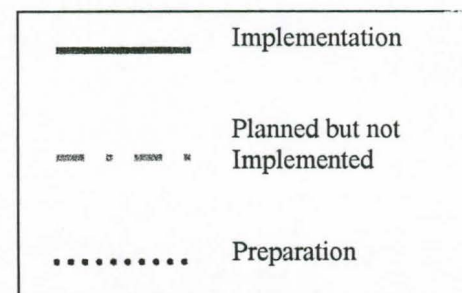 Implementation
Planned but not
Implemented
Preparation